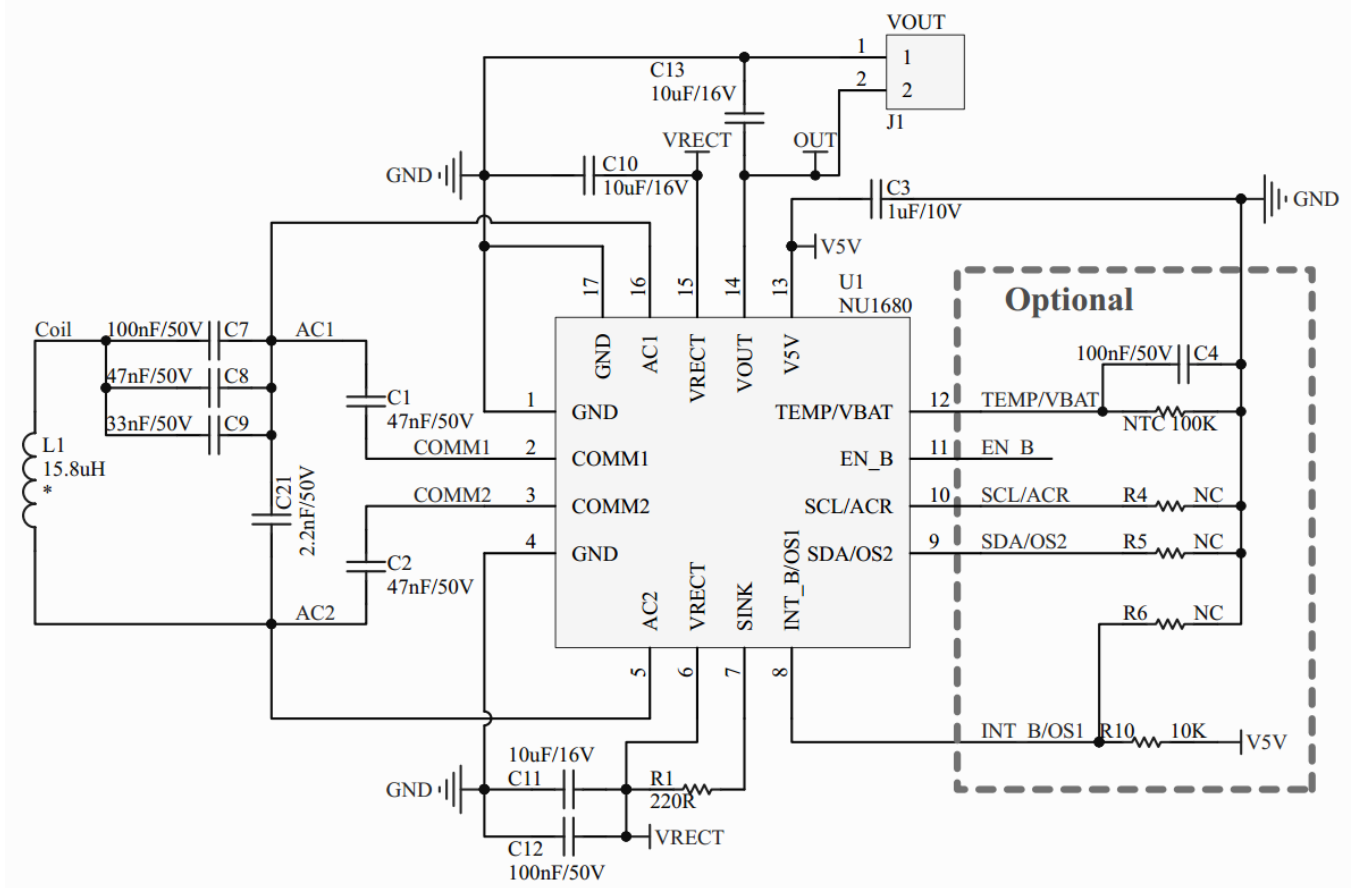 VOUT
1
1
2
2
J1
C13
10uF/16V
VRECT
OUT
GND
C10
10uF/16V
C3
1uF/10V
GND
V5V
U1
NU1680
17
16
15
14
13
Optional
GND
AC1
VRECT
VOUT
V5V
Coil
100nF/50V
C7
AC1
47nF/50V
C8
33nF/50V
C9
C1
47nF/50V
COMM1
COMM2
C2
47nF/50V
L1
15.8uH
*
C21
2.2nF/50V
AC2
1
GND
2
COMM1
3
COMM2
4
GND
TEMP/VBAT
12
TEMP/VBAT
100nF/50V
C4
NTC 100K
EN_B
11
EN_B
SCL/ACR
10
SCL/ACR
R4
NC
SDA/OS2
9
SDA/OS2
R5
NC
R6
NC
AC2
VRECT
SINK
INT_B/OS1
5
6
7
8
INT_B/OS1
R10
10K
V5V
GND
10uF/16V
C11
R1
220R
C12
100nF/50V
VRECT